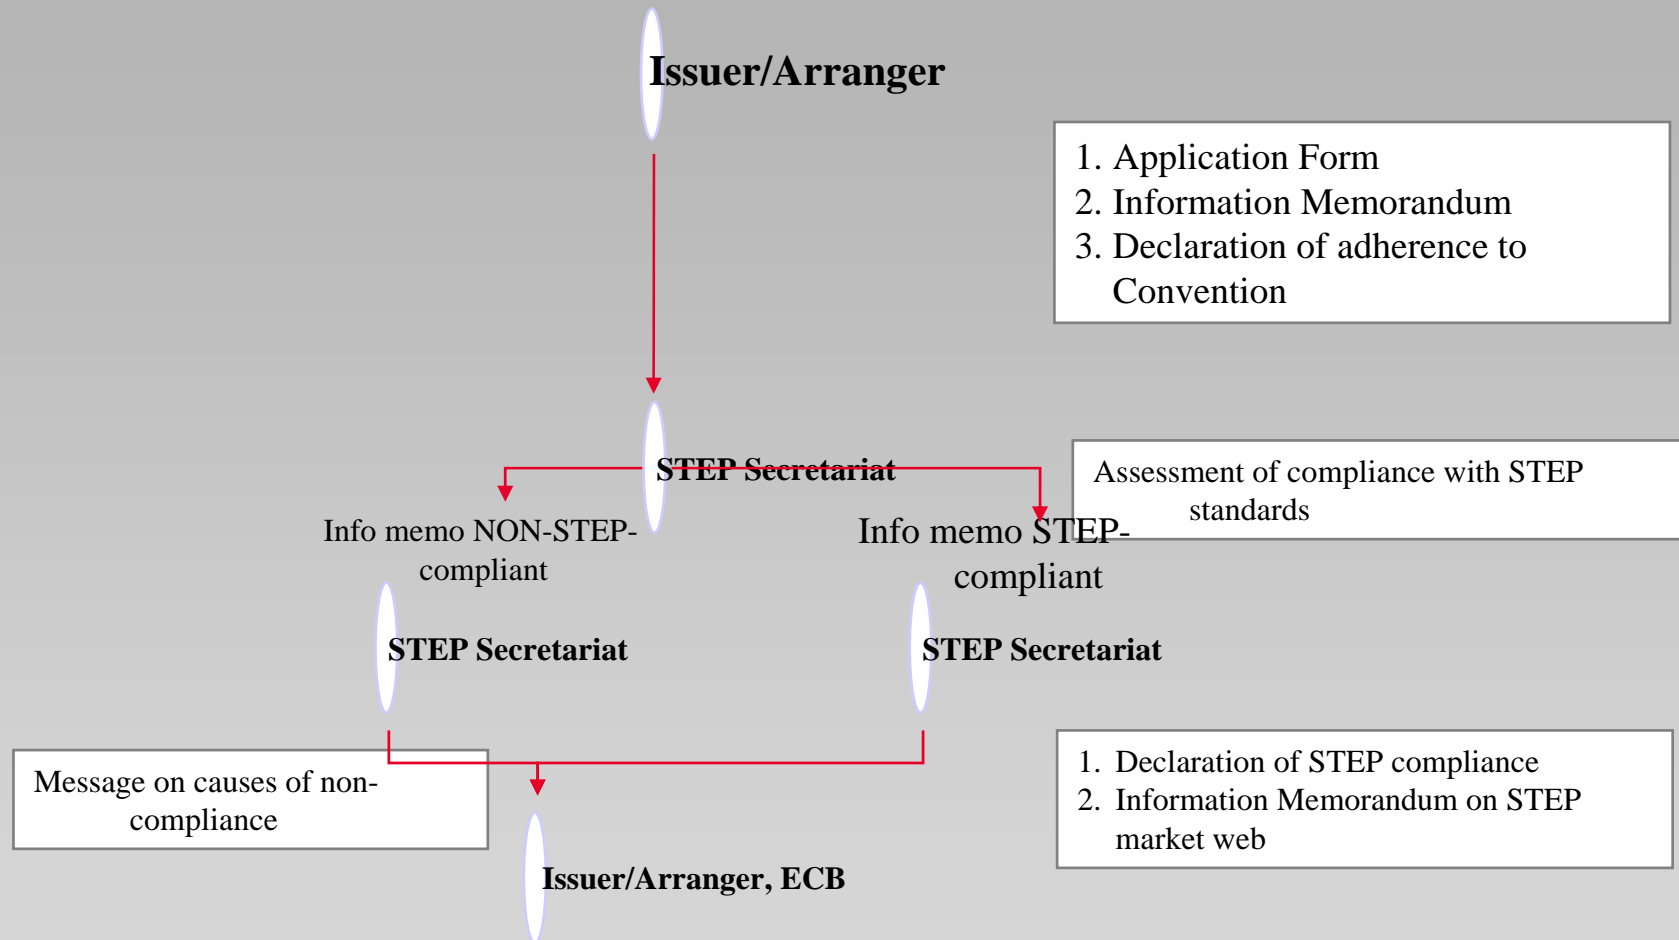 Issuer/Arranger
1. Application Form
2. Information Memorandum
3. Declaration of adherence to
Convention
STEP Secretariat
Assessment of compliance with STEP
standards
Info memo NON-STEP-
compliant
Info memo STEP-
compliant
STEP Secretariat
STEP Secretariat
Message on causes of non-
compliance
1. Declaration of STEP compliance
2. Information Memorandum on STEP
market web
Issuer/Arranger, ECB